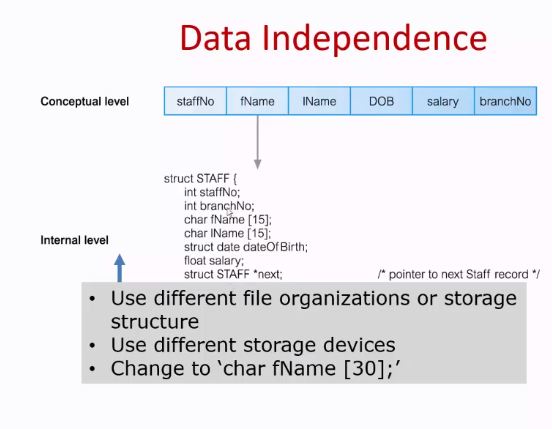 Data Independence
Conceptual level
staffNo fName lName DOB salary branchNo
struct STAFF {
int staffNo;
int branchNo;
char fName [15];
char lName [15];
Internal level
struct date dateOfBirth;
float salary;
struct STAFF *next; /* pointer to next Staff record */
• Use different file organizations or storage
structure
• Use different storage devices
• Change to ‘char fName [30];’